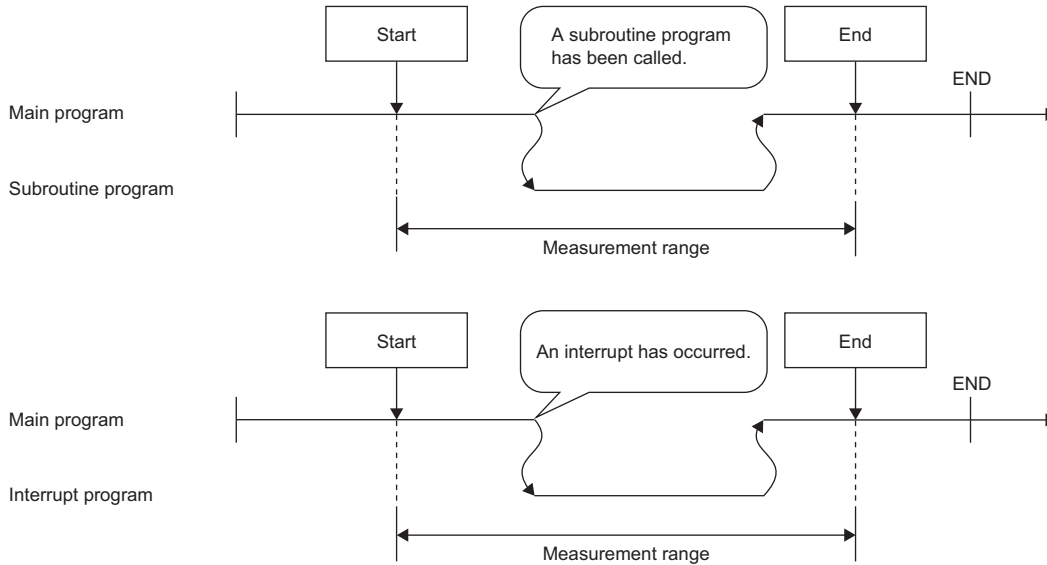 Start
A subroutine program
has been called.
End
END
Main program
Subroutine program
Measurement range
Start
An interrupt has occurred.
End
END
Main program
Interrupt program
Measurement range